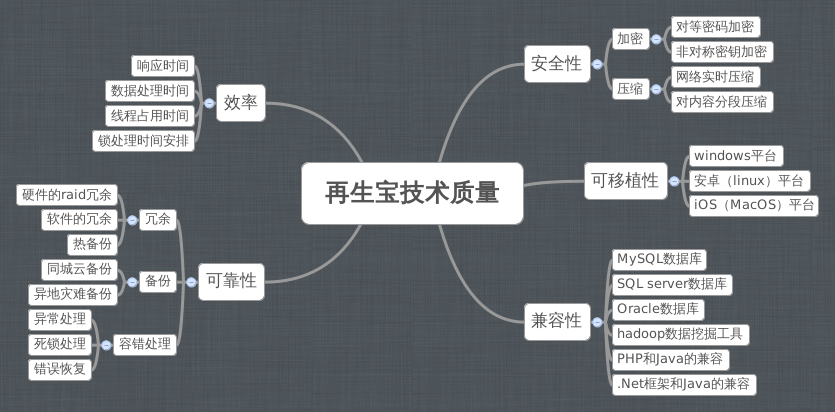 再生宝技术质量
安全性
加密
对等密码加密
非对称密钥加密
压缩
网络实时压缩
对内容分段压缩
可移植性
windows平台
安卓（linux）平台
iOS（MacOS）平台
兼容性
MySQL数据库
SQL server数据库
Oracle数据库
hadoop数据挖掘工具
PHP和Java的兼容
.Net框架和Java的兼容
效率
响应时间
数据处理时间
线程占用时间
锁处理时间安排
可靠性
冗余
硬件的raid冗余
软件的冗余
热备份
备份
同城云备份
异地灾难备份
容错处理
异常处理
死锁处理
错误恢复